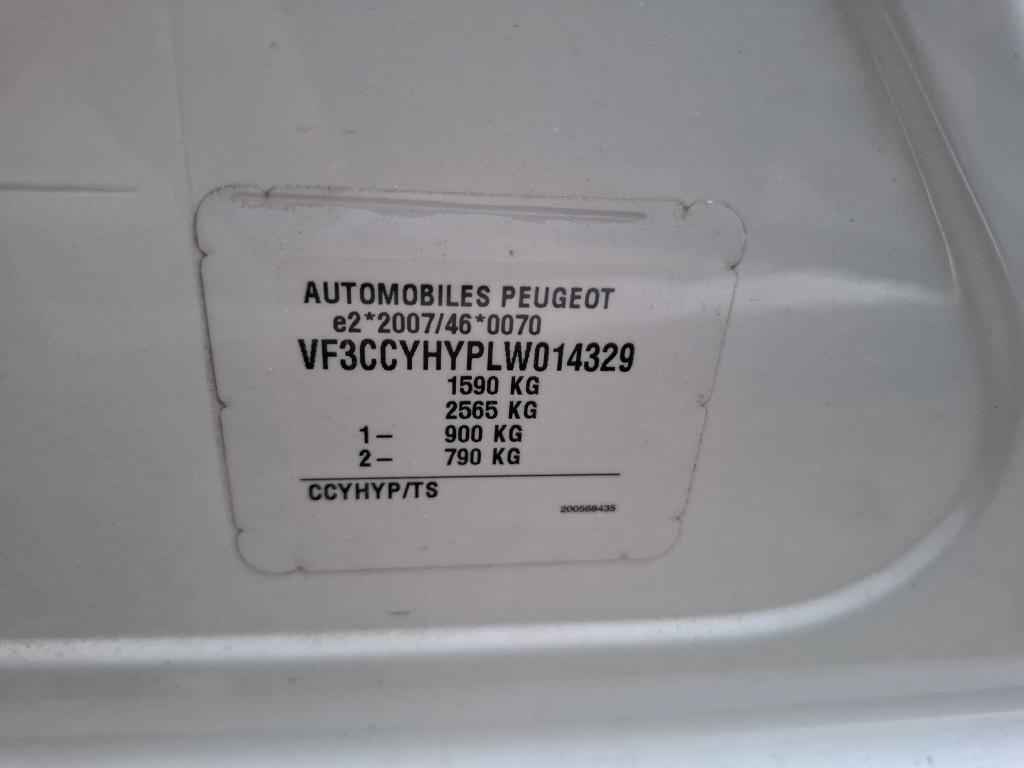 AUTOMOBILES PEUGEOT
e2*2007/46*0070
VF3CCYHYPLW014329
1590 KG
2565 KG
1– 900 KG
2– 790 KG
CCYHYP/TS
200568435